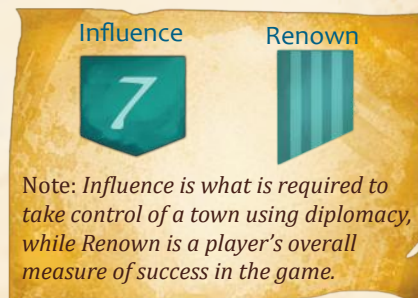 Influence Renown
7
Note: Influence is what is required to
take control of a town using diplomacy,
while Renown is a player's overall
measure of success in the game.